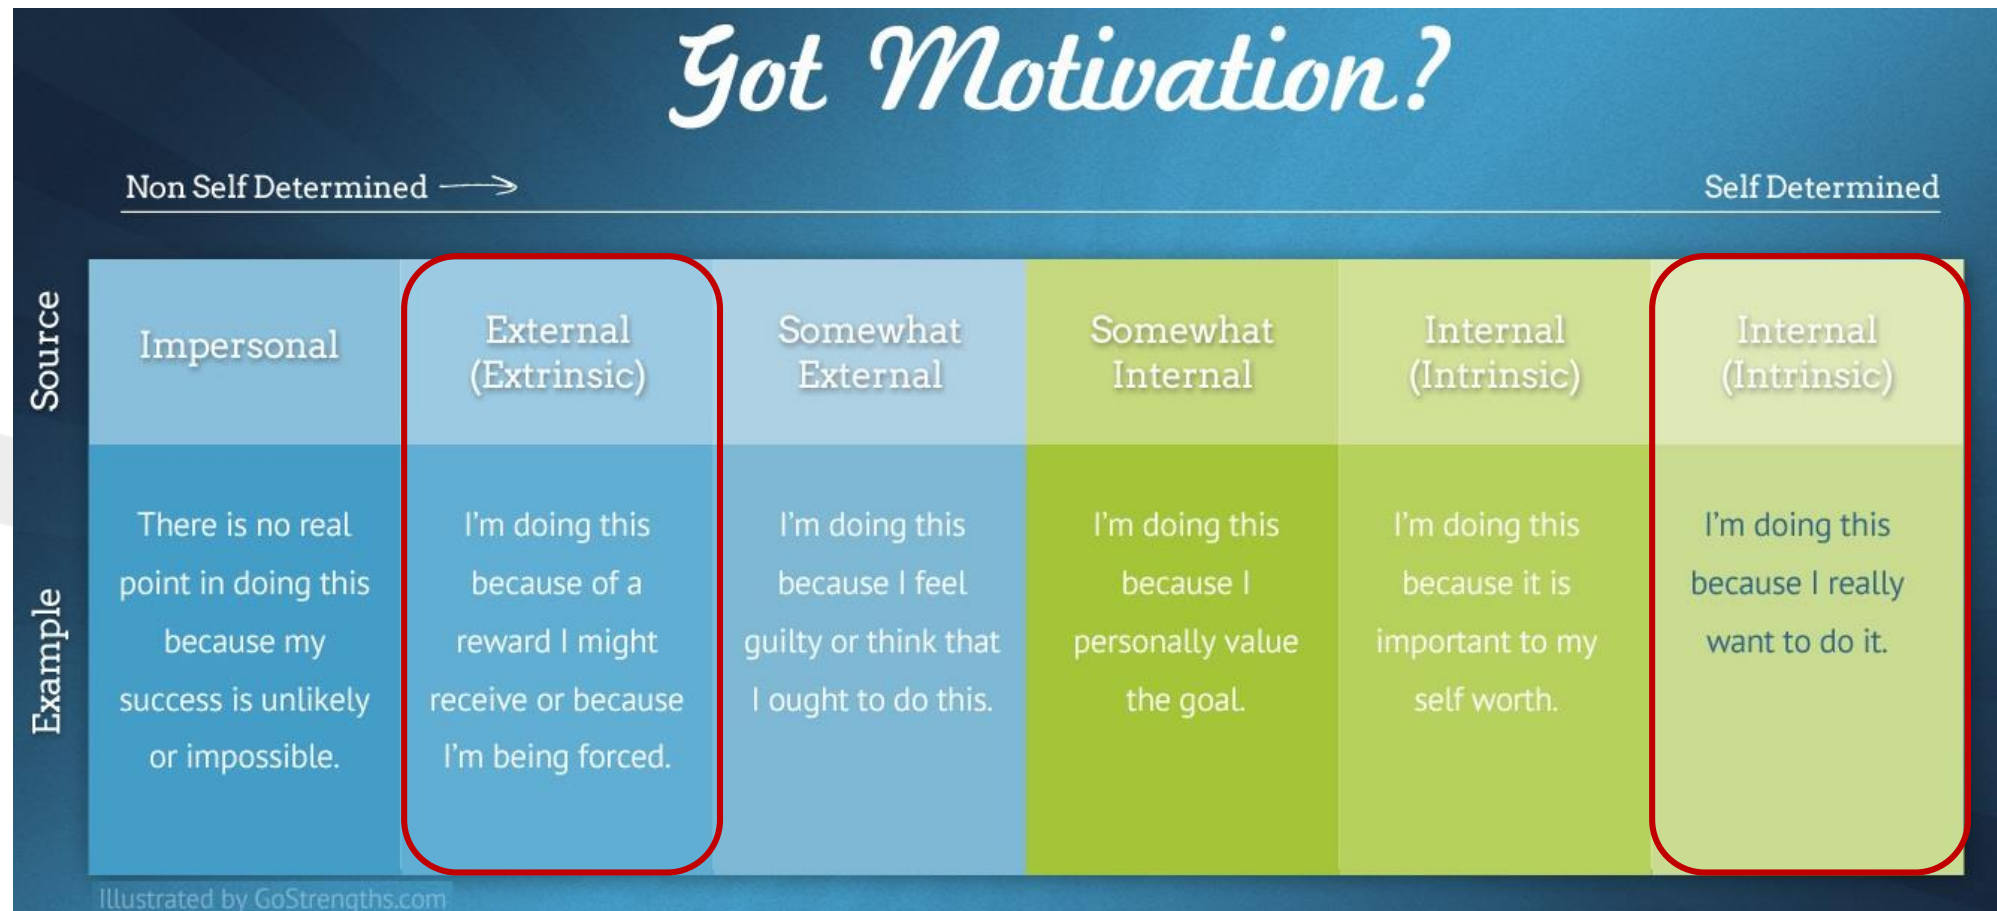 Got Motivation?
Non Self Determined
Self Determined
Source
Impersonal
External
(Extrinsic)
Somewhat
External
Somewhat
Internal
Internal
(Intrinsic)
Internal
(Intrinsic)
Example
There is no real
point in doing this
because my
success is unlikely
or impossible.
I'm doing this
because of a
reward I might
receive or because
I'm being forced.
I'm doing this
because I feel
guilty or think that
I ought to do this.
I'm doing this
because I
personally value
the goal.
I'm doing this
because it is
important to my
self worth.
I'm doing this
because I really
want to do it.
Illustrated by GoStrengths.com